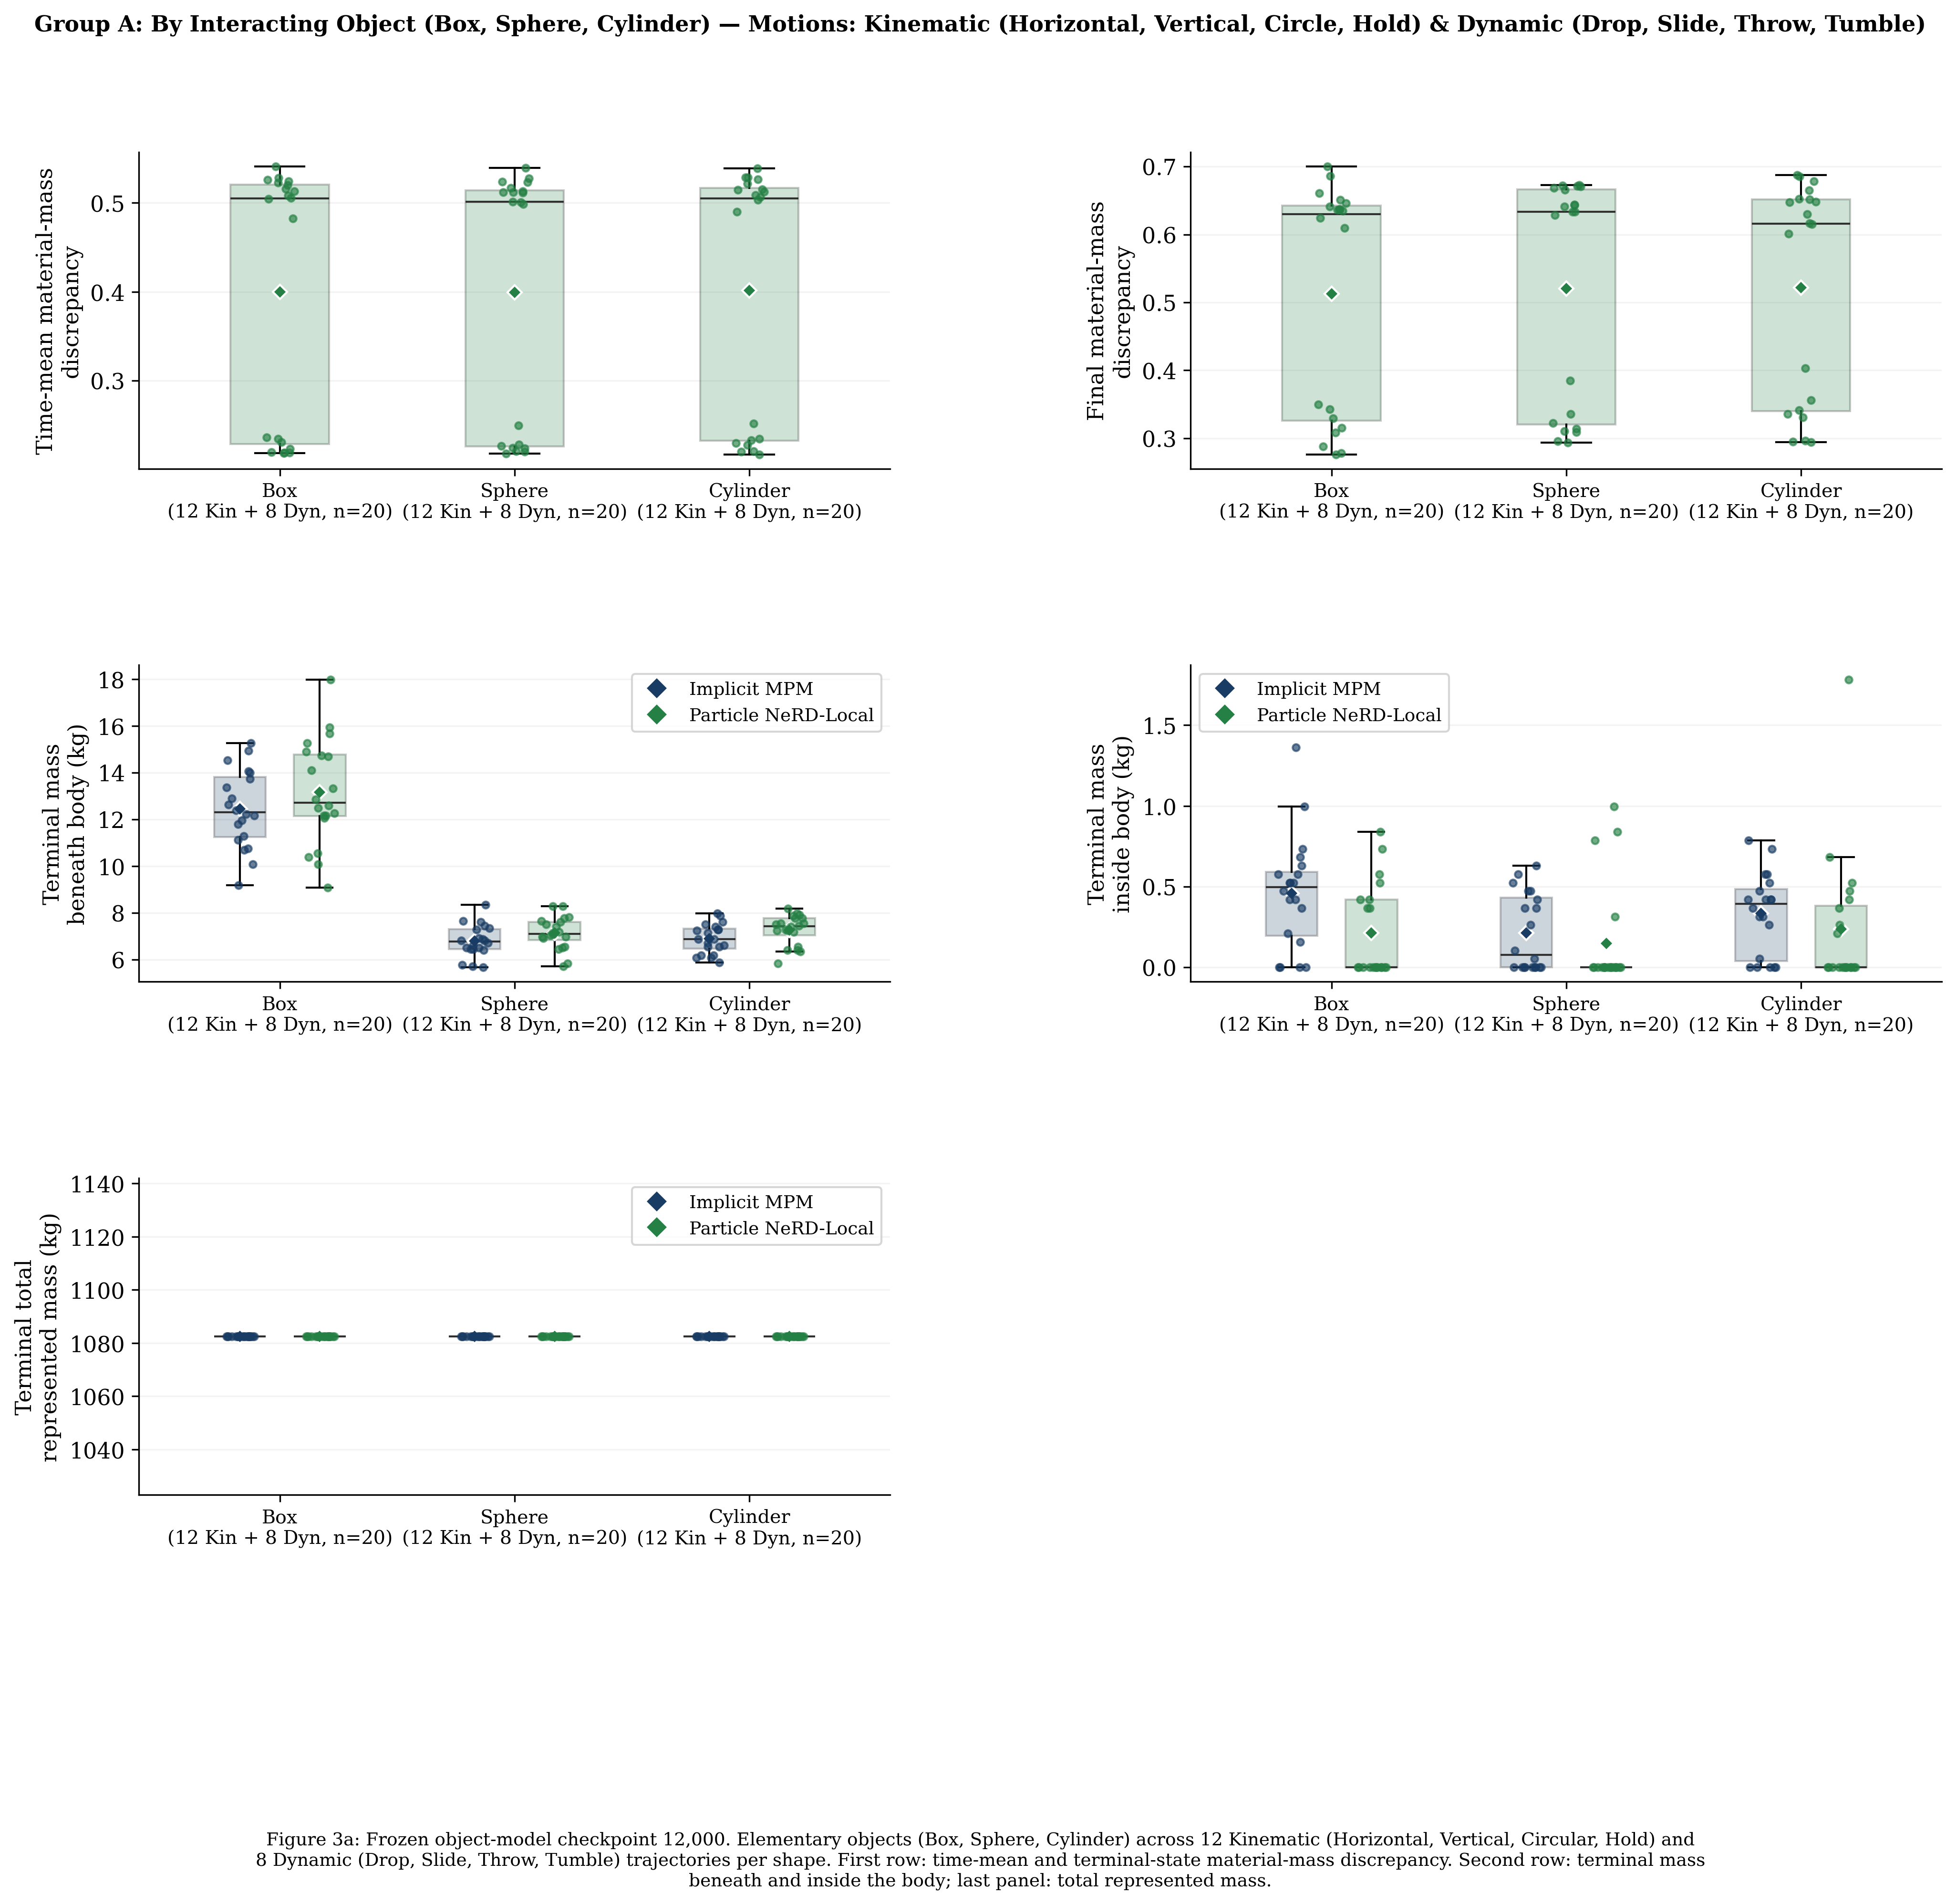 Group A: By Interacting Object (Box, Sphere, Cylinder) — Motions: Kinematic (Horizontal, Vertical, Circle, Hold) & Dynamic (Drop, Slide, Throw, Tumble)
Time-mean material-mass
discrepancy
0.5
0.4
0.3
Box
(12 Kin + 8 Dyn, n=20)
Sphere
(12 Kin + 8 Dyn, n=20)
Cylinder
(12 Kin + 8 Dyn, n=20)
Final material-mass
discrepancy
0.7
0.6
0.5
0.4
0.3
Box
(12 Kin + 8 Dyn, n=20)
Sphere
(12 Kin + 8 Dyn, n=20)
Cylinder
(12 Kin + 8 Dyn, n=20)
Terminal mass
beneath body (kg)
18
16
14
12
10
8
6
Implicit MPM
Particle NeRD-Local
Box
(12 Kin + 8 Dyn, n=20)
Sphere
(12 Kin + 8 Dyn, n=20)
Cylinder
(12 Kin + 8 Dyn, n=20)
Terminal mass
inside body (kg)
1.5
1.0
0.5
0.0
Implicit MPM
Particle NeRD-Local
Box
(12 Kin + 8 Dyn, n=20)
Sphere
(12 Kin + 8 Dyn, n=20)
Cylinder
(12 Kin + 8 Dyn, n=20)
Terminal total
represented mass (kg)
1140
1120
1100
1080
1060
1040
Implicit MPM
Particle NeRD-Local
Box
(12 Kin + 8 Dyn, n=20)
Sphere
(12 Kin + 8 Dyn, n=20)
Cylinder
(12 Kin + 8 Dyn, n=20)
Figure 3a: Frozen object-model checkpoint 12,000. Elementary objects (Box, Sphere, Cylinder) across 12 Kinematic (Horizontal, Vertical, Circular, Hold) and
8 Dynamic (Drop, Slide, Throw, Tumble) trajectories per shape. First row: time-mean and terminal-state material-mass discrepancy. Second row: terminal mass
beneath and inside the body; last panel: total represented mass.